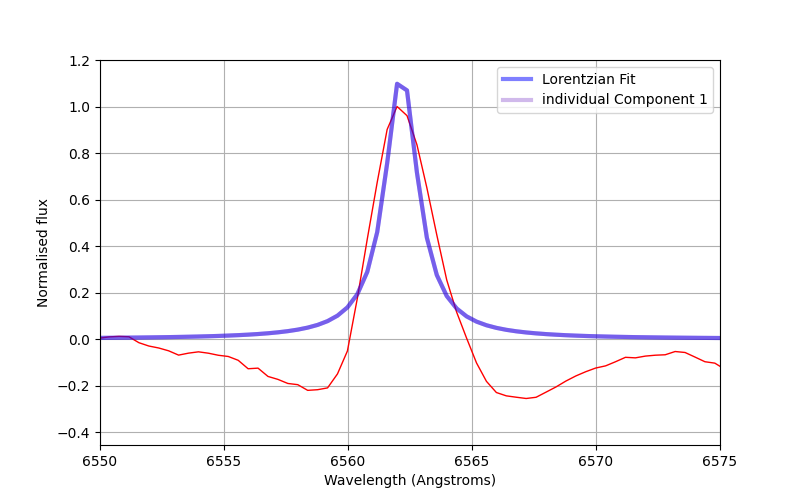 Lorentzian Fit
individual Component 1
Normalised flux
1.2
1.0
0.8
0.6
0.4
0.2
0.0
−0.2
−0.4
6550 6555 6560 6565 6570 6575
Wavelength (Angstroms)